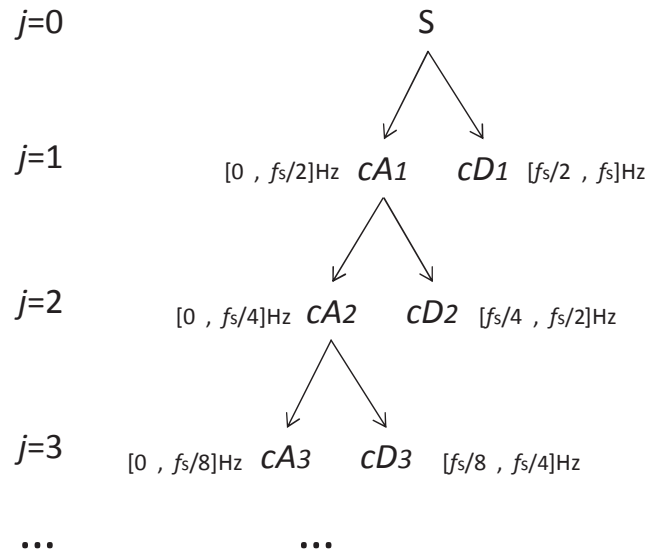 j=0 S
j=1 [0 , fs/2]Hz cA1 cD1 [fs/2 , fs]Hz
j=2 [0 , fs/4]Hz cA2 cD2 [fs/4 , fs/2]Hz
j=3 [0 , fs/8]Hz cA3 cD3 [fs/8 , fs/4]Hz
... ...